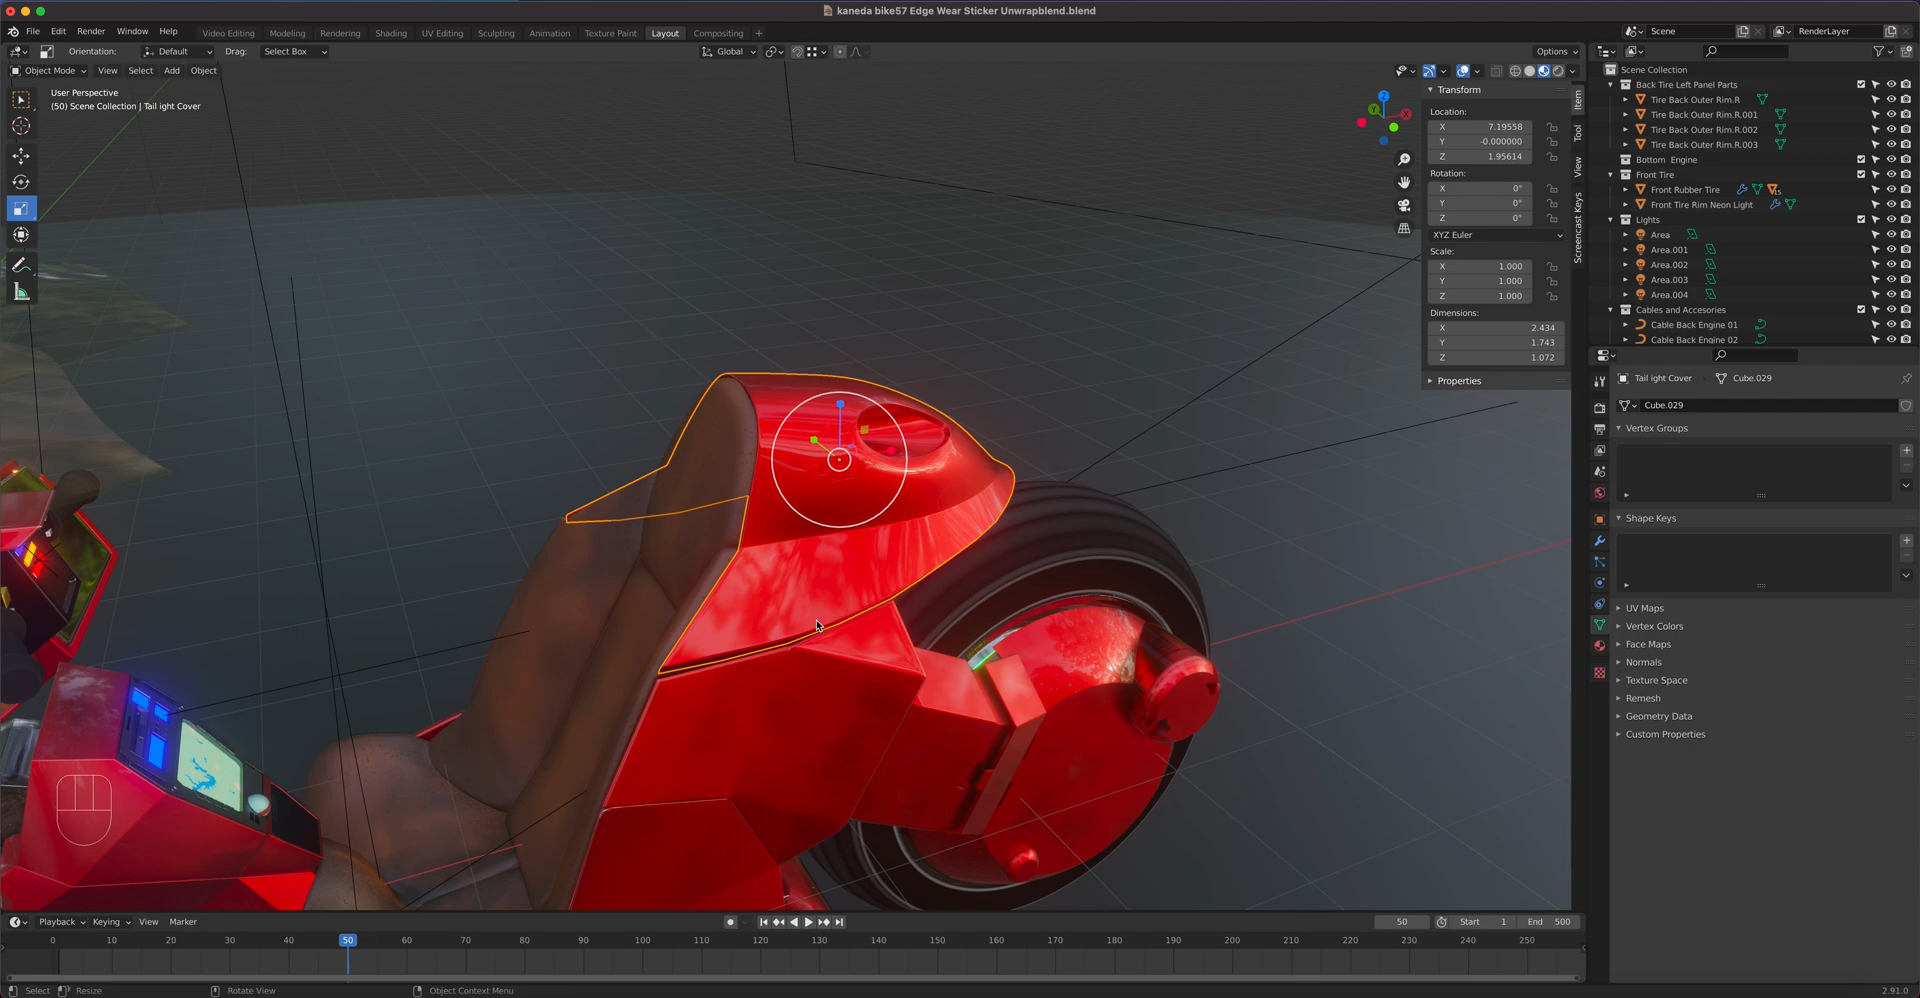 kaneda bike57 Edge Wear Sticker Unwrapblend.blend
File Edit Render Window Help Video Editing Modeling Rendering Shading UV Editing Sculpting Animation Texture Paint Layout Compositing +
Scene RenderLayer
Orientation: Default Drag: Select Box Global Options
Object Mode View Select Add Object
User Perspective
(50) Scene Collection | Tail ight Cover
Z
Y
X
Transform
Location:
X 7.19558
Y -0.000000
Z 1.95614
Rotation:
X 0°
Y 0°
Z 0°
XYZ Euler
Scale:
X 1.000
Y 1.000
Z 1.000
Dimensions:
X 2.434
Y 1.743
Z 1.072
Properties
Item
Tool
View
Screencast Keys
Scene Collection
Back Tire Left Panel Parts
Tire Back Outer Rim.R
Tire Back Outer Rim.R.001
Tire Back Outer Rim.R.002
Tire Back Outer Rim.R.003
Bottom Engine
Front Tire
Front Rubber Tire 15
Front Tire Rim Neon Light
Lights
Area
Area.001
Area.002
Area.003
Area.004
Cables and Accesories
Cable Back Engine 01
Cable Back Engine 02
Tail ight Cover Cube.029
Cube.029
Vertex Groups
Shape Keys
UV Maps
Vertex Colors
Face Maps
Normals
Texture Space
Remesh
Geometry Data
Custom Properties
Playback Keying View Marker 50 Start 1 End 500
0 10 20 30 40 50 60 70 80 90 100 110 120 130 140 150 160 170 180 190 200 210 220 230 240 250
Select Resize Rotate View Object Context Menu 2.91.0